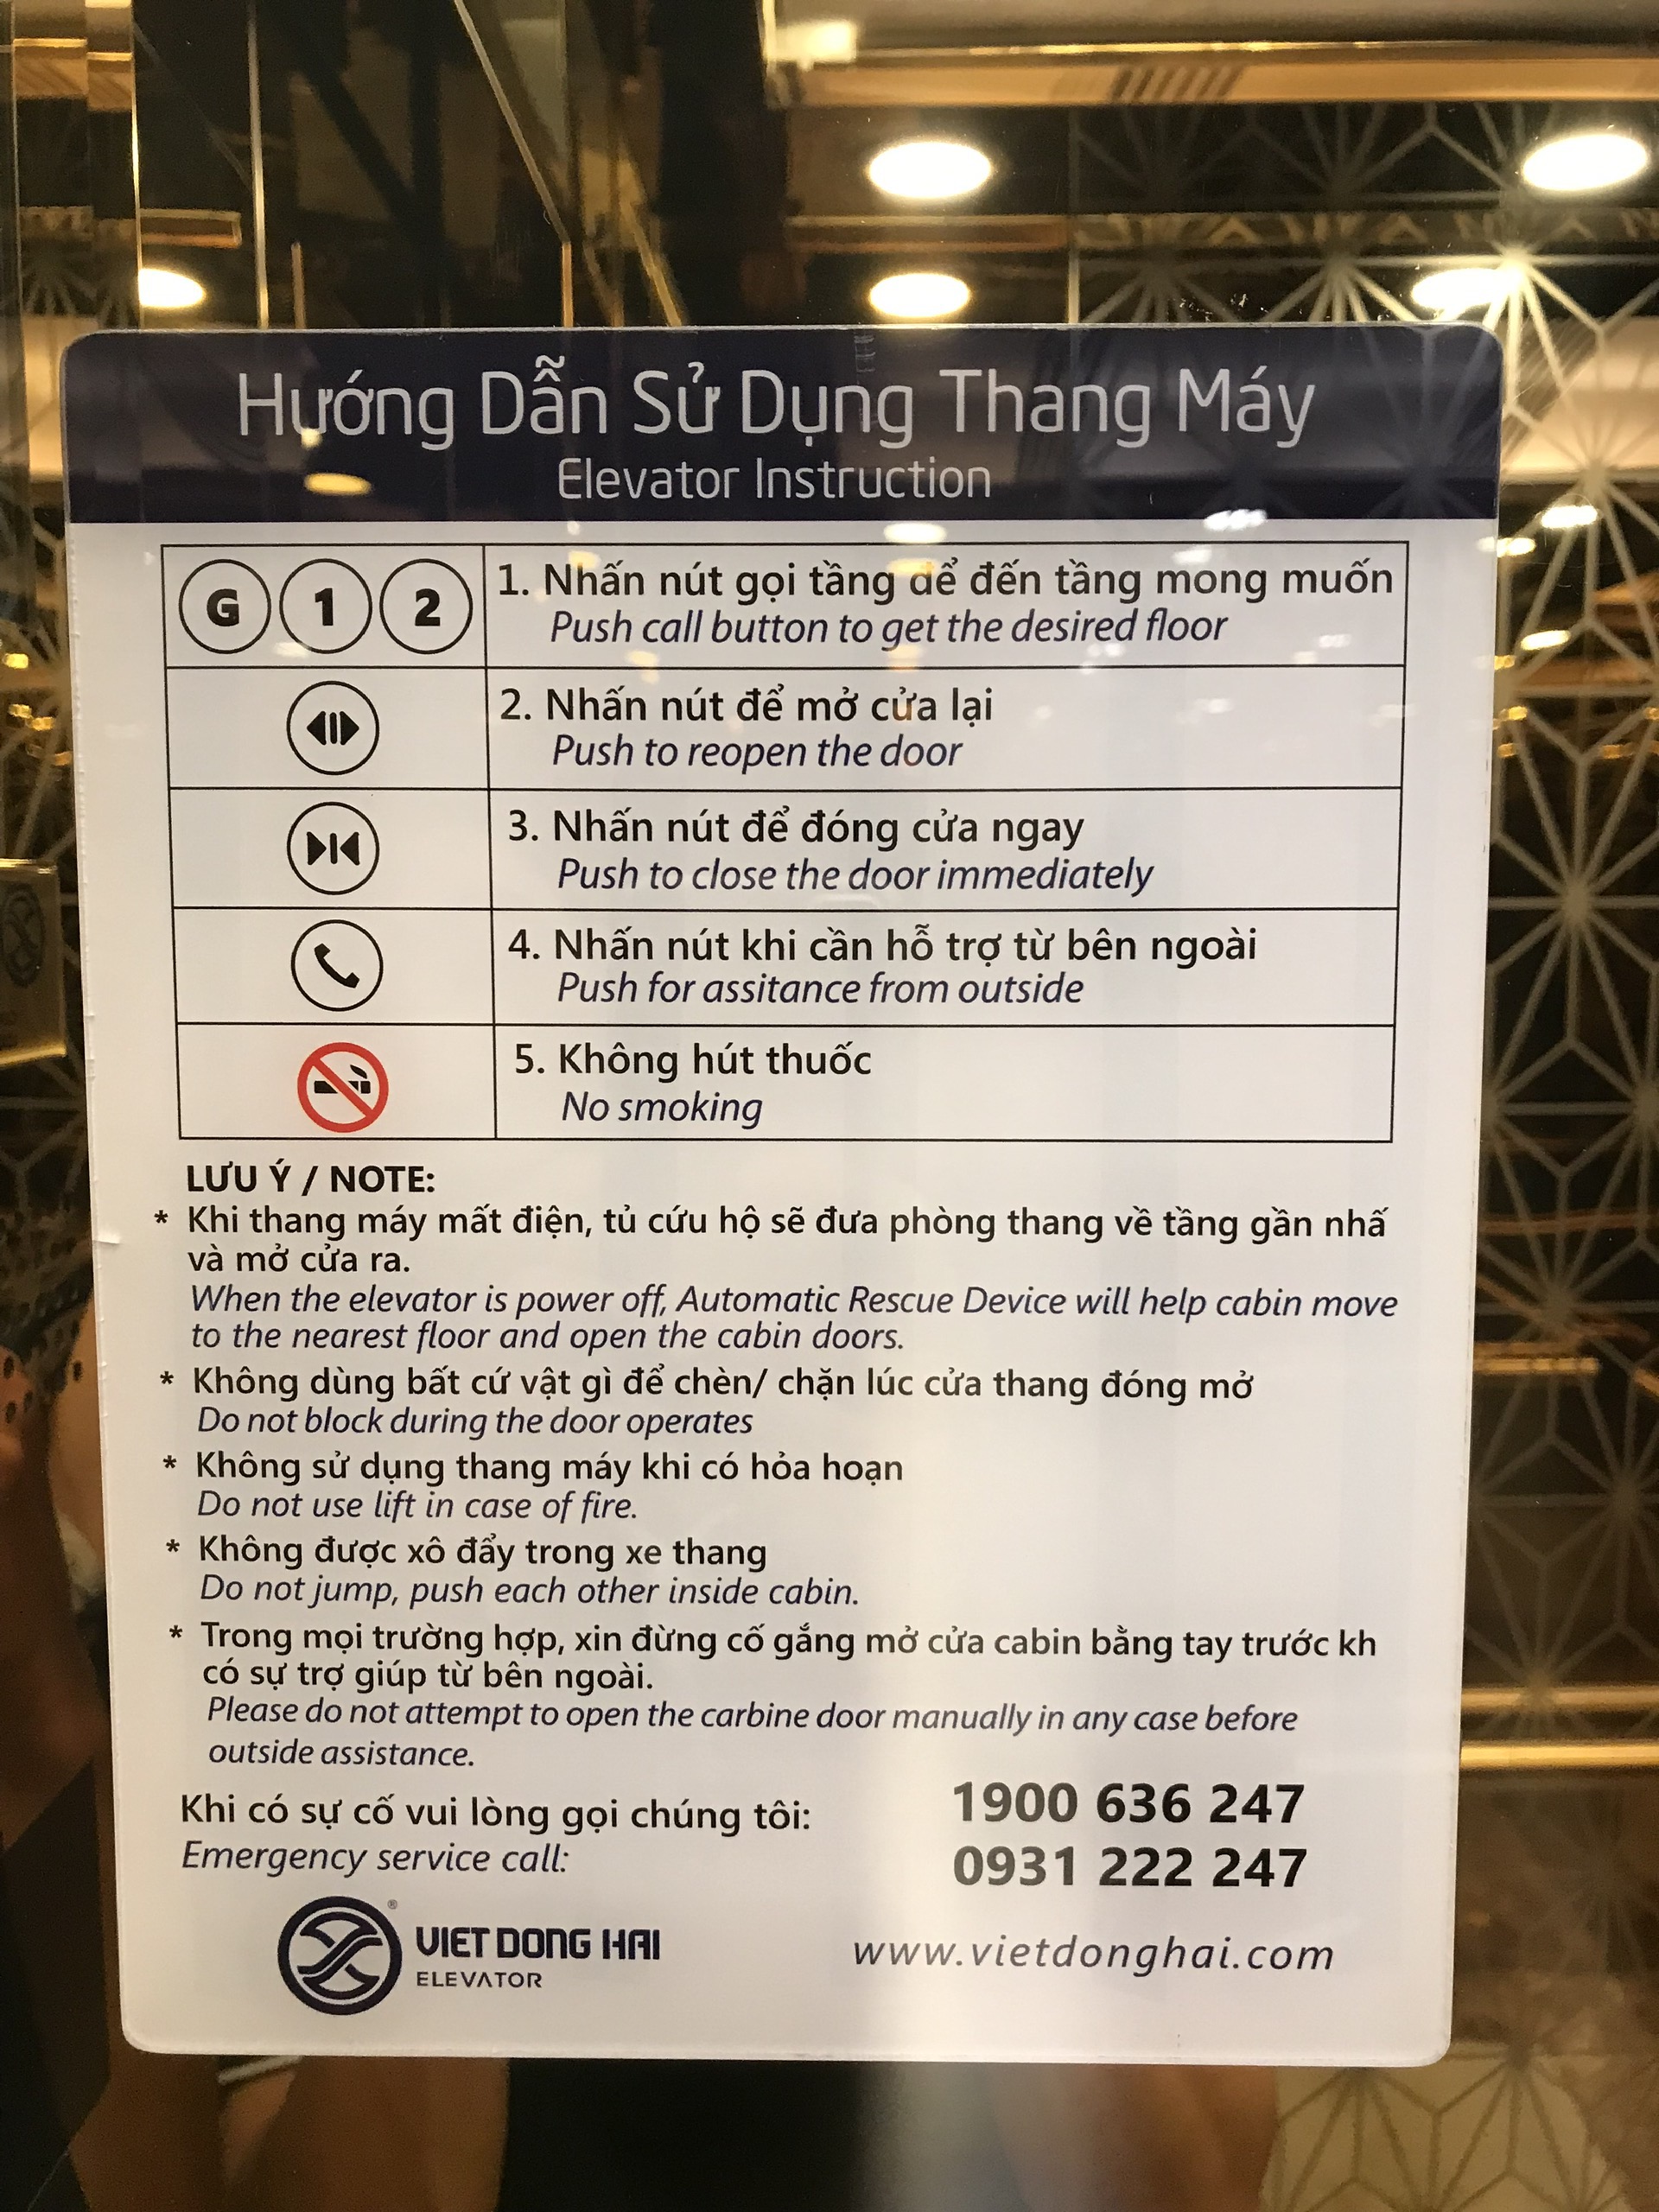 Hướng Dẫn Sử Dụng Thang Máy
Elevator Instruction
G 1 2
1. Nhấn nút gọi tầng để đến tầng mong muốn
Push call button to get the desired floor
2. Nhấn nút để mở cửa lại
Push to reopen the door
3. Nhấn nút để đóng cửa ngay
Push to close the door immediately
4. Nhấn nút khi cần hỗ trợ từ bên ngoài
Push for assitance from outside
5. Không hút thuốc
No smoking
LƯU Ý / NOTE:
* Khi thang máy mất điện, tủ cứu hộ sẽ đưa phòng thang về tầng gần nhấ
và mở cửa ra.
When the elevator is power off, Automatic Rescue Device will help cabin move
to the nearest floor and open the cabin doors.
* Không dùng bất cứ vật gì để chèn/ chặn lúc cửa thang đóng mở
Do not block during the door operates
* Không sử dụng thang máy khi có hỏa hoạn
Do not use lift in case of fire.
* Không được xô đẩy trong xe thang
Do not jump, push each other inside cabin.
* Trong mọi trường hợp, xin đừng cố gắng mở cửa cabin bằng tay trước kh
có sự trợ giúp từ bên ngoài.
Please do not attempt to open the carbine door manually in any case before
outside assistance.
Khi có sự cố vui lòng gọi chúng tôi:
Emergency service call:
1900 636 247
0931 222 247
® VIET DONG HAI
ELEVATOR
www.vietdonghai.com